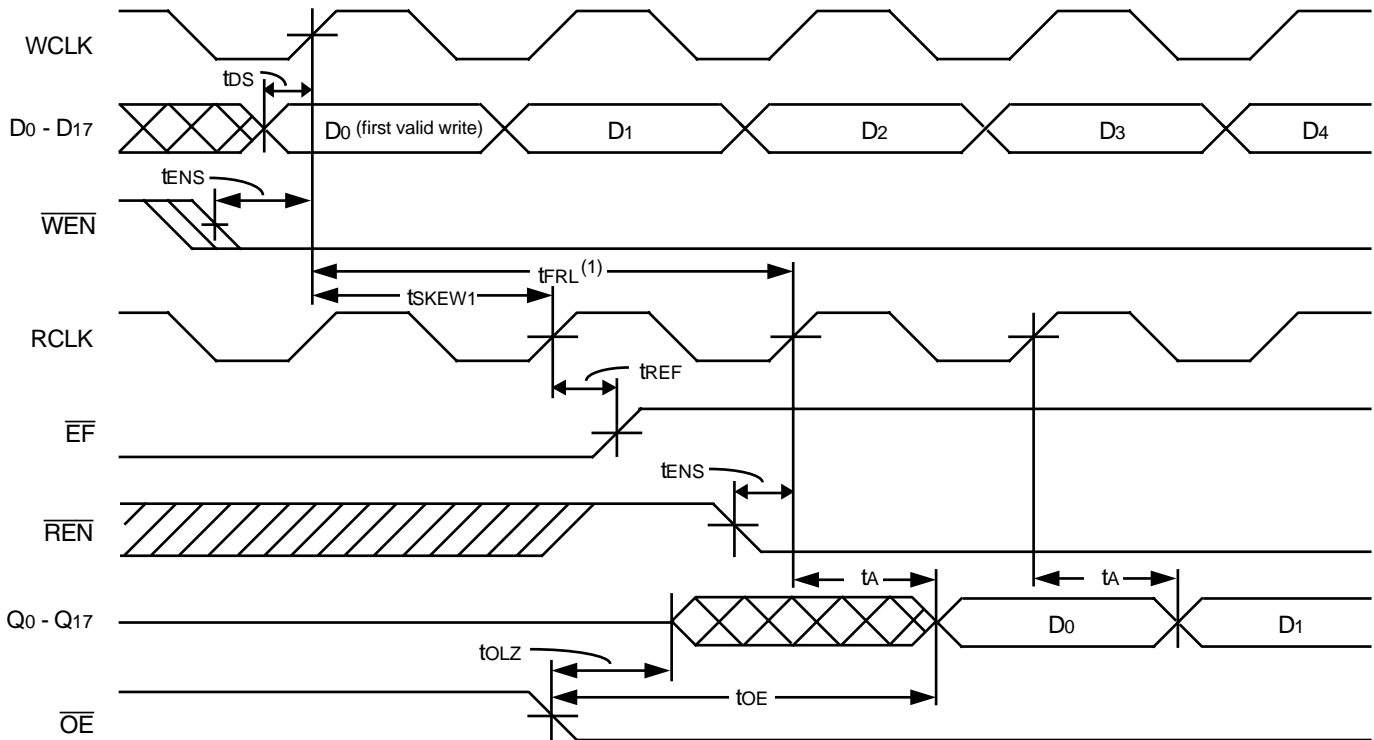 WCLK
tDS
D0 - D17
D0 (first valid write)
D1
D2
D3
D4
tENS
WEN
tFRL(1)
tSKEW1
RCLK
tREF
EF
tENS
REN
tA
tA
Q0 - Q17
D0
D1
tOLZ
tOE
OE